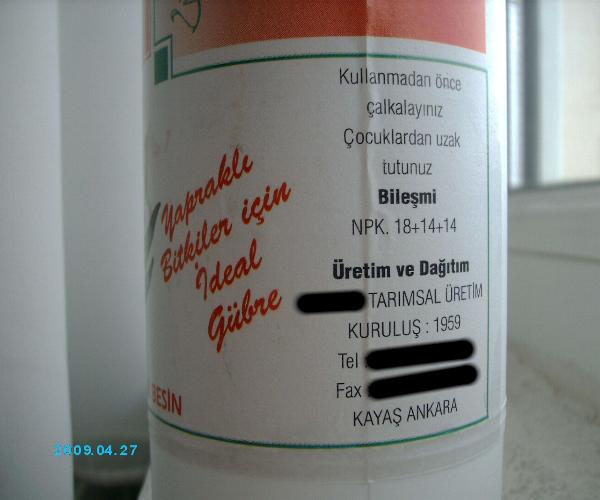 Kullanmadan önce
çalkalayınız
Çocuklardan uzak
tutunuz
Bileşmi
NPK. 18+14+14
Üretim ve Dağıtım
TARIMSAL ÜRETİM
KURULUŞ : 1959
Tel
Fax
KAYAŞ ANKARA
Yapraklı
Bitkiler için
İdeal
Gübre
BESİN
2009.04.27